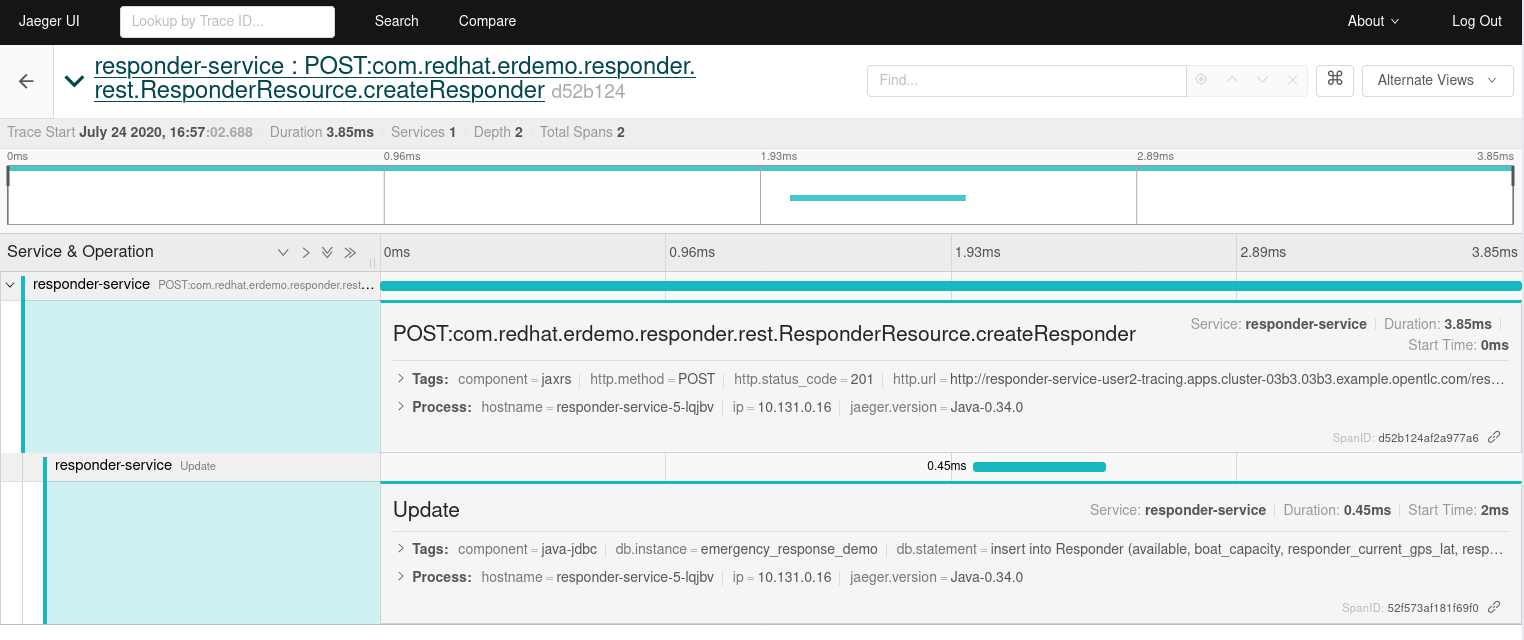 Jaeger UI Lookup by Trace ID... Search Compare About Log Out
responder-service : POST:com.redhat.erdemo.responder.
rest.ResponderResource.createResponder d52b124
Find... ⌘ Alternate Views
Trace Start July 24 2020, 16:57:02.688 Duration 3.85ms Services 1 Depth 2 Total Spans 2
0ms 0.96ms 1.93ms 2.89ms 3.85ms
Service & Operation 0ms 0.96ms 1.93ms 2.89ms 3.85ms
responder-service POST:com.redhat.erdemo.responder.rest...
POST:com.redhat.erdemo.responder.rest.ResponderResource.createResponder Service: responder-service Duration: 3.85ms
Start Time: 0ms
Tags: component = jaxrs http.method = POST http.status_code = 201 http.url = http://responder-service-user2-tracing.apps.cluster-03b3.03b3.example.opentlc.com/res...
Process: hostname = responder-service-5-lqjbv ip = 10.131.0.16 jaeger.version = Java-0.34.0
SpanID: d52b124af2a977a6
responder-service Update 0.45ms
Update Service: responder-service Duration: 0.45ms Start Time: 2ms
Tags: component = java-jdbc db.instance = emergency_response_demo db.statement = insert into Responder (available, boat_capacity, responder_current_gps_lat, resp...
Process: hostname = responder-service-5-lqjbv ip = 10.131.0.16 jaeger.version = Java-0.34.0
SpanID: 52f573af181f69f0